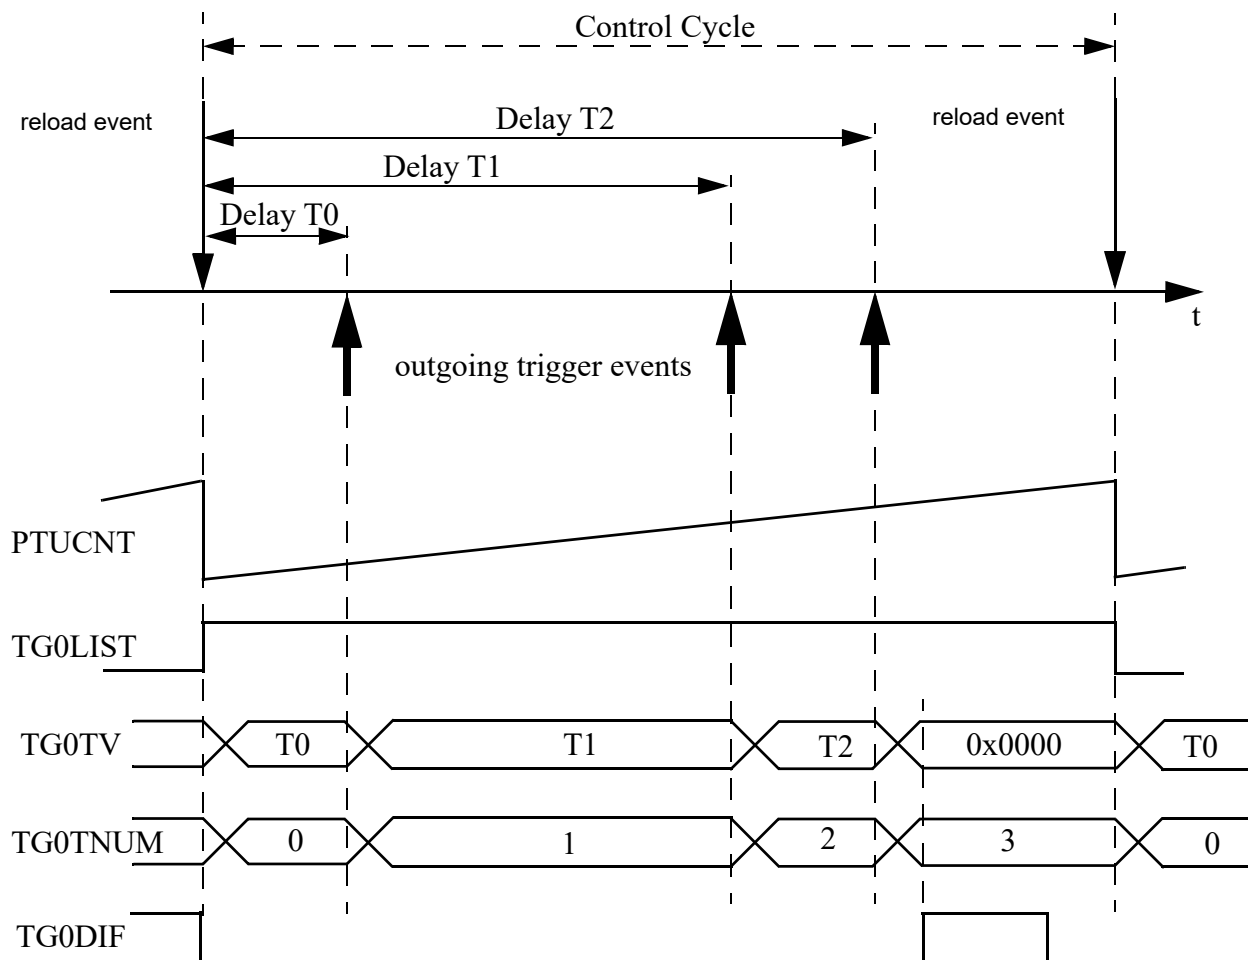 Control Cycle
reload event
Delay T2
reload event
Delay T1
Delay T0
t
outgoing trigger events
PTUCNT
TG0LIST
TG0TV T0 T1 T2 0x0000 T0
TG0TNUM 0 1 2 3 0
TG0DIF